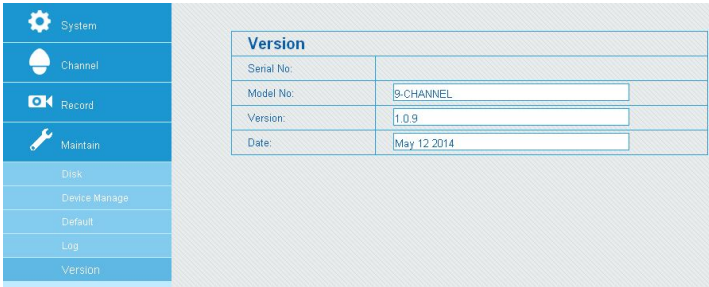 System
Channel
Record
Maintain
Disk
Device Manage
Default
Log
Version
Version
Serial No:
Model No: 9-CHANNEL
Version: 1.0.9
Date: May 12 2014